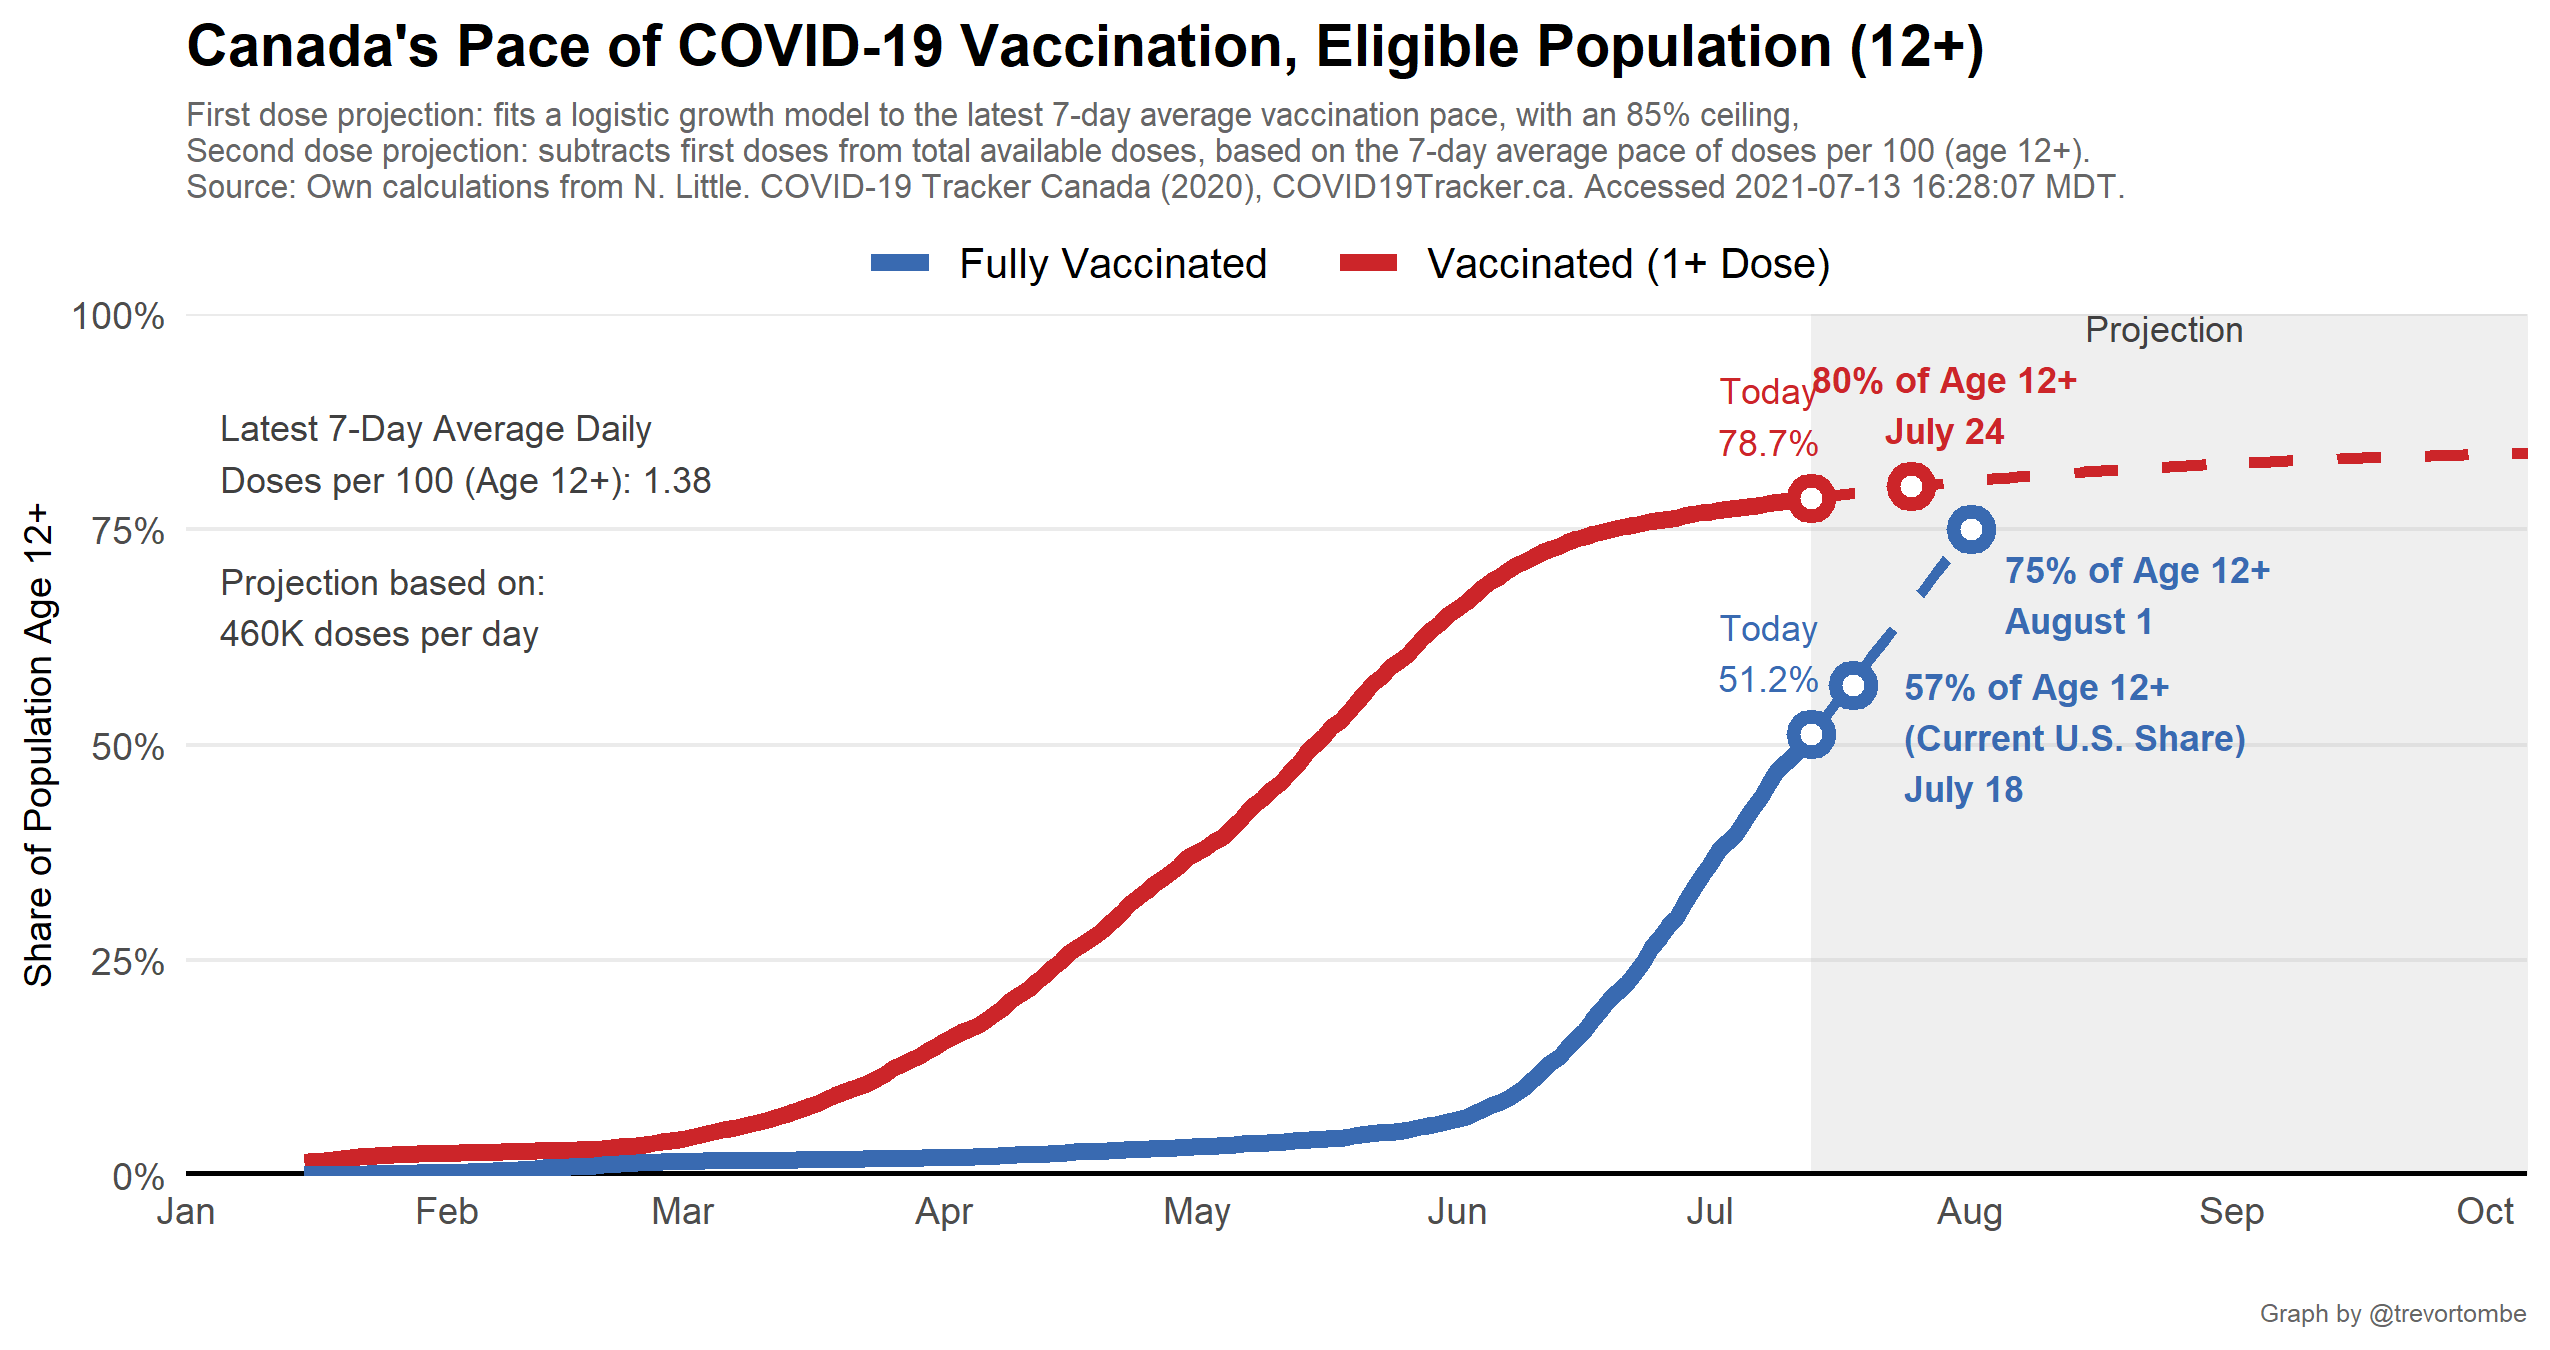 Canada's Pace of COVID-19 Vaccination, Eligible Population (12+)
First dose projection: fits a logistic growth model to the latest 7-day average vaccination pace, with an 85% ceiling,
Second dose projection: subtracts first doses from total available doses, based on the 7-day average pace of doses per 100 (age 12+).
Source: Own calculations from N. Little. COVID-19 Tracker Canada (2020), COVID19Tracker.ca. Accessed 2021-07-13 16:28:07 MDT.
Fully Vaccinated
Vaccinated (1+ Dose)
Share of Population Age 12+
100%
75%
50%
25%
0%
Latest 7-Day Average Daily
Doses per 100 (Age 12+): 1.38
Projection based on:
460K doses per day
Projection
Today
78.7%
80% of Age 12+
July 24
75% of Age 12+
August 1
Today
51.2%
57% of Age 12+
(Current U.S. Share)
July 18
Jan
Feb
Mar
Apr
May
Jun
Jul
Aug
Sep
Oct
Graph by @trevortombe